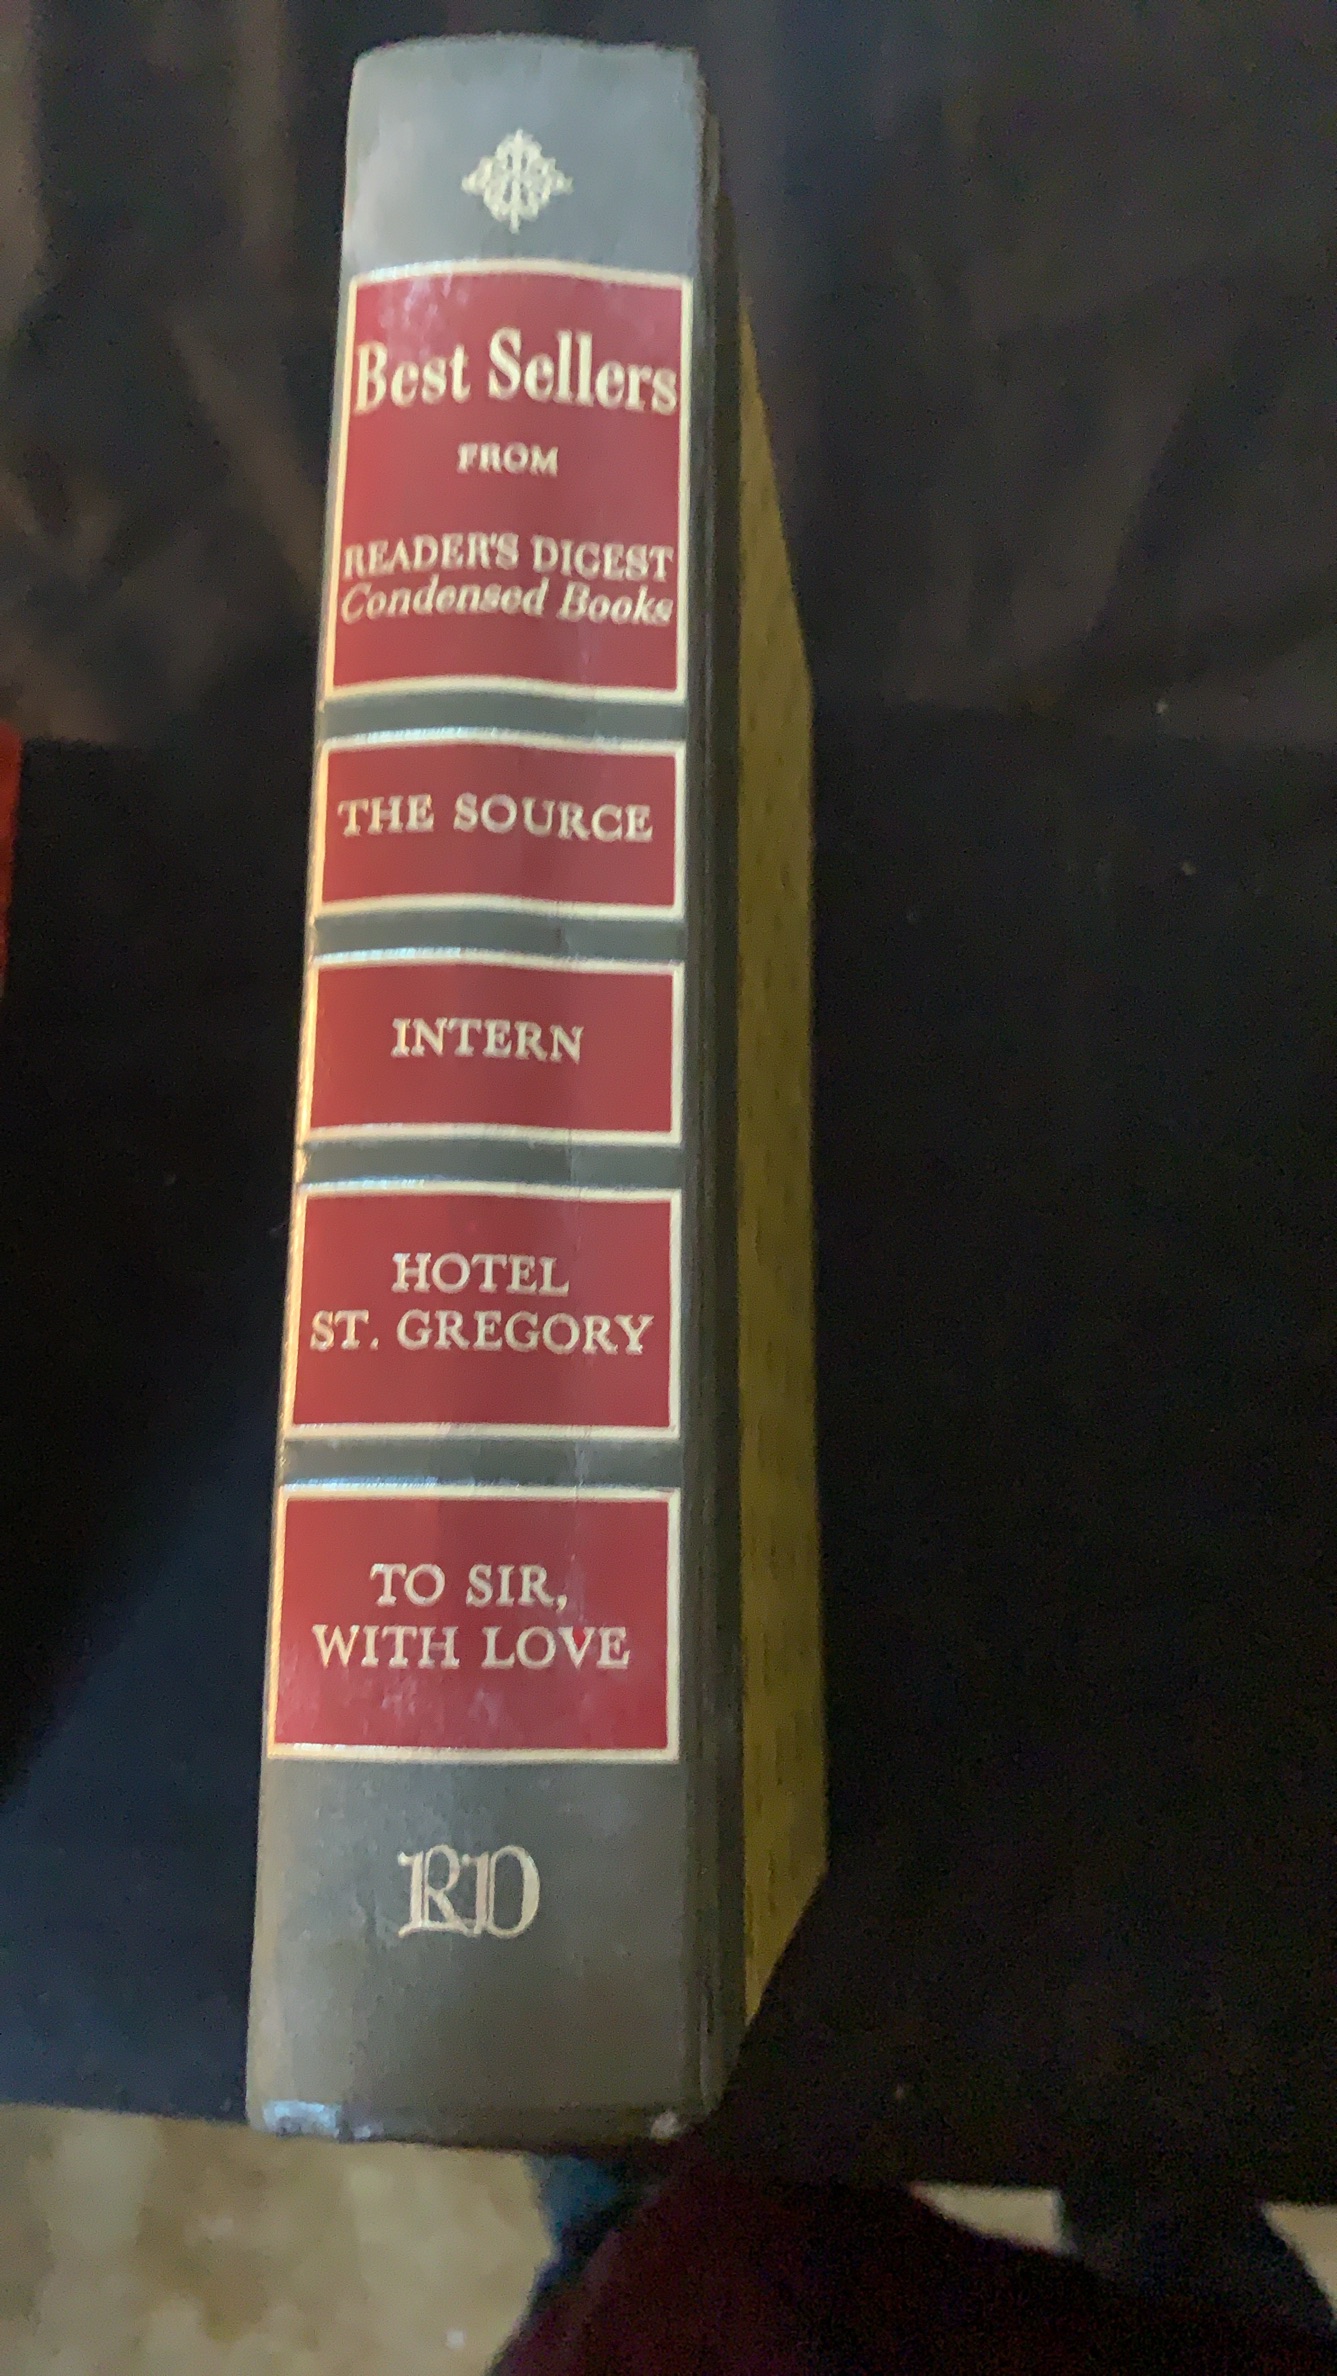 Best Sellers
FROM
READER'S DIGEST
Condensed Books
THE SOURCE
INTERN
HOTEL
ST. GREGORY
TO SIR,
WITH LOVE
RD